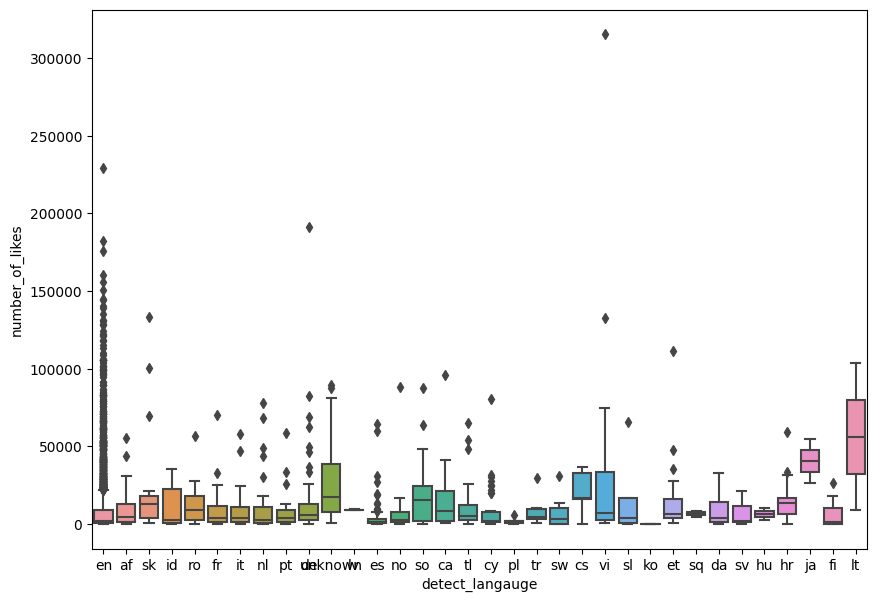 300000
250000
200000
150000
100000
50000
0
number_of_likes
en af sk id ro fr it nl pt unknown es no so ca tl cy pl tr sw cs vi sl ko et sq da sv hu hr ja fi lt
detect_langauge